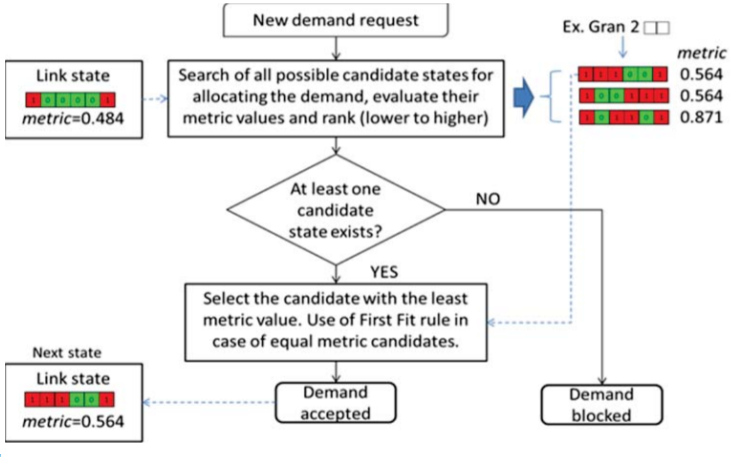 New demand request
Ex. Gran 2
metric
Link state
1 0 0 0 0 1
metric=0.484
Search of all possible candidate states for
allocating the demand, evaluate their
metric values and rank (lower to higher)
1 1 1 0 0 1 0.564
1 0 0 1 1 1 0.564
1 0 1 1 0 1 0.871
At least one
candidate
state exists?
NO
YES
Select the candidate with the least
metric value. Use of First Fit rule in
case of equal metric candidates.
Next state
Link state
1 1 1 0 0 1
metric=0.564
Demand
accepted
Demand
blocked